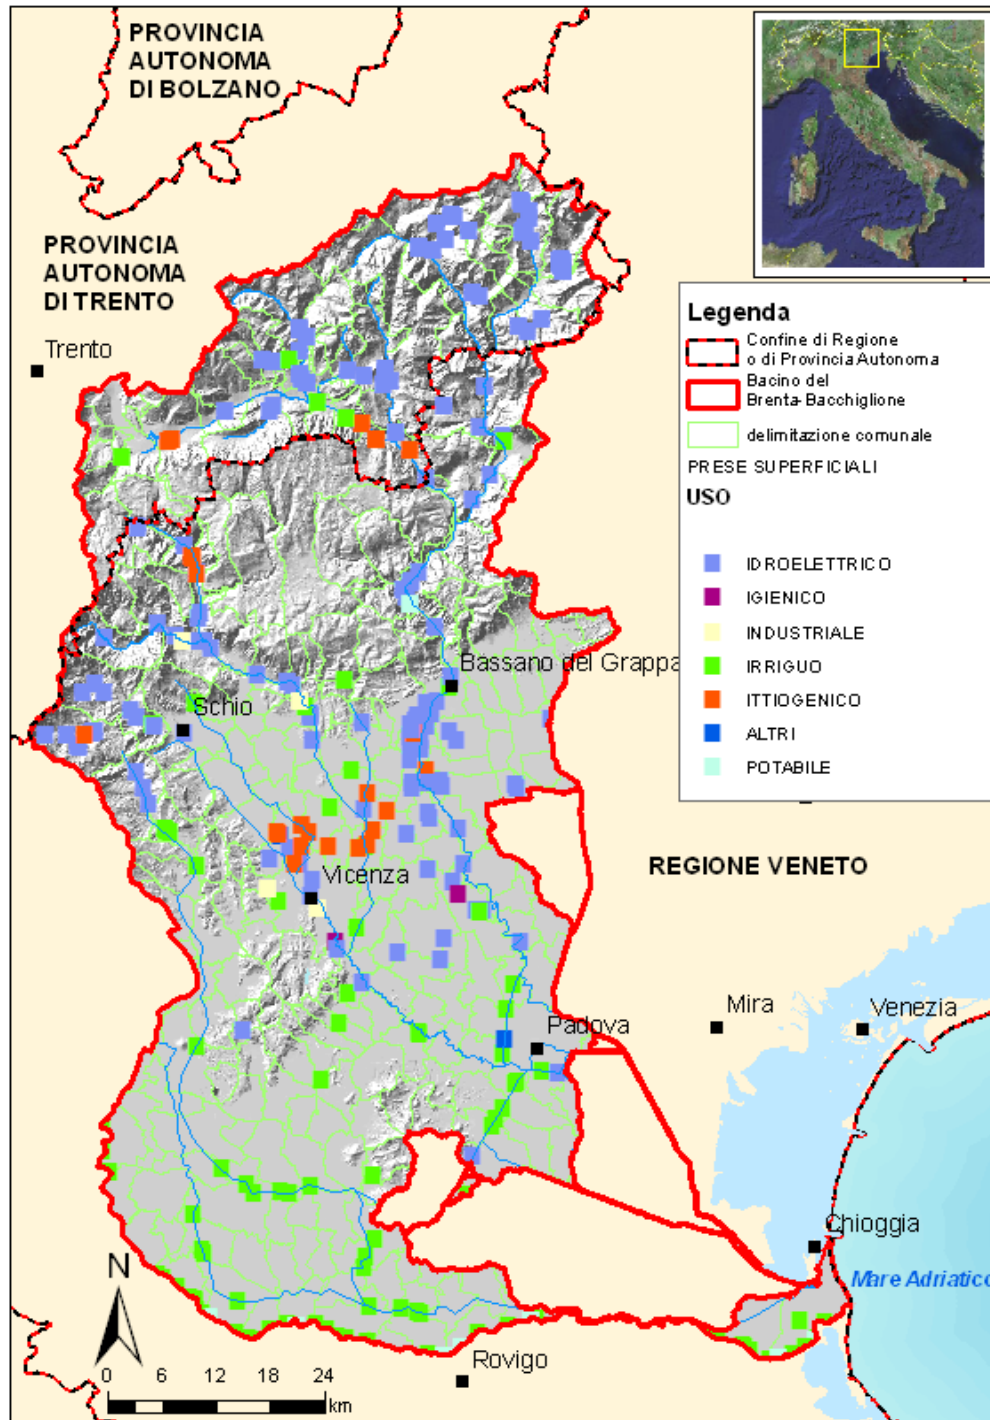 PROVINCIA
AUTONOMA
DI BOLZANO
PROVINCIA
AUTONOMA
DI TRENTO
Trento
Legenda
Confine di Regione
o di Provincia Autonoma
Bacino del
Brenta-Bacchiglione
delimitazione comunale
PRESE SUPERFICIALI
USO
IDROELETTRICO
IGIENICO
INDUSTRIALE
IRRIGUO
ITTIOGENICO
ALTRI
POTABILE
Bassano del Grappa
Schio
Vicenza
REGIONE VENETO
Mira
Venezia
Padova
Chioggia
Mare Adriatico
N
Rovigo
0 6 12 18 24
km